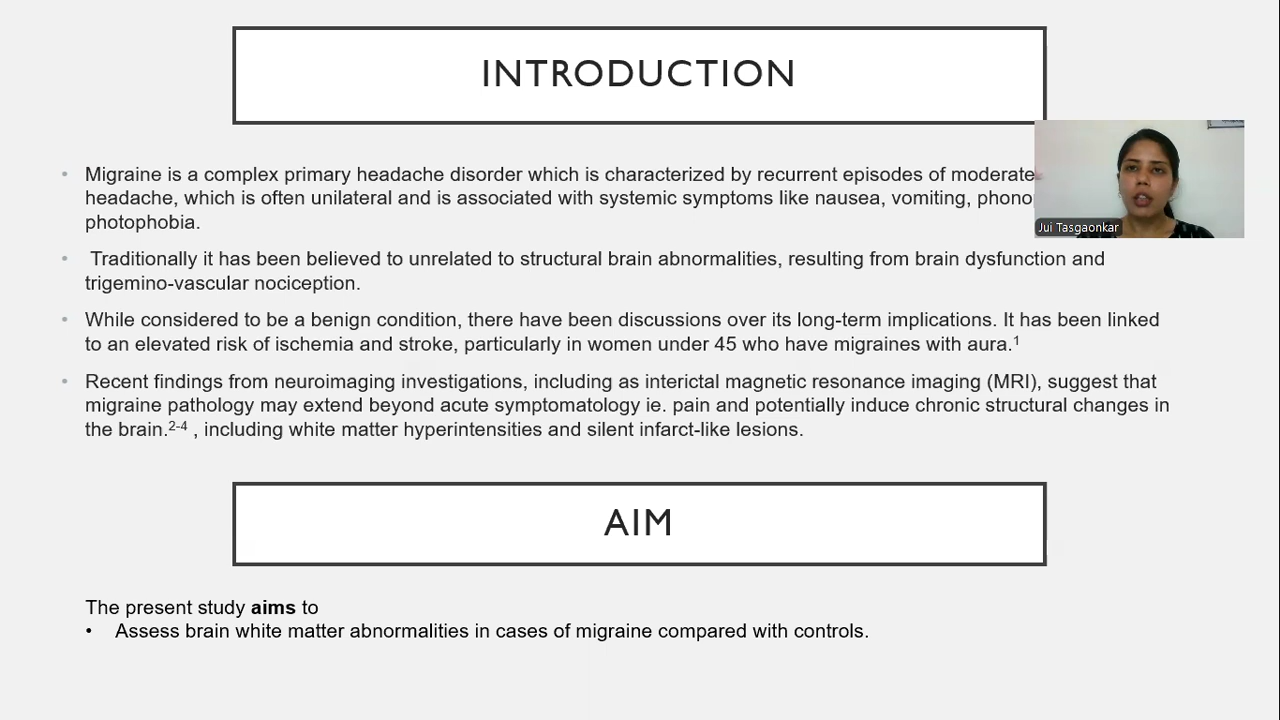 INTRODUCTION
• Migraine is a complex primary headache disorder which is characterized by recurrent episodes of moderate
headache, which is often unilateral and is associated with systemic symptoms like nausea, vomiting, phono
photophobia.
Jui Tasgaonkar
• Traditionally it has been believed to unrelated to structural brain abnormalities, resulting from brain dysfunction and
trigemino-vascular nociception.
• While considered to be a benign condition, there have been discussions over its long-term implications. It has been linked
to an elevated risk of ischemia and stroke, particularly in women under 45 who have migraines with aura.¹
• Recent findings from neuroimaging investigations, including as interictal magnetic resonance imaging (MRI), suggest that
migraine pathology may extend beyond acute symptomatology ie. pain and potentially induce chronic structural changes in
the brain.²⁻⁴ , including white matter hyperintensities and silent infarct-like lesions.
AIM
The present study aims to
• Assess brain white matter abnormalities in cases of migraine compared with controls.